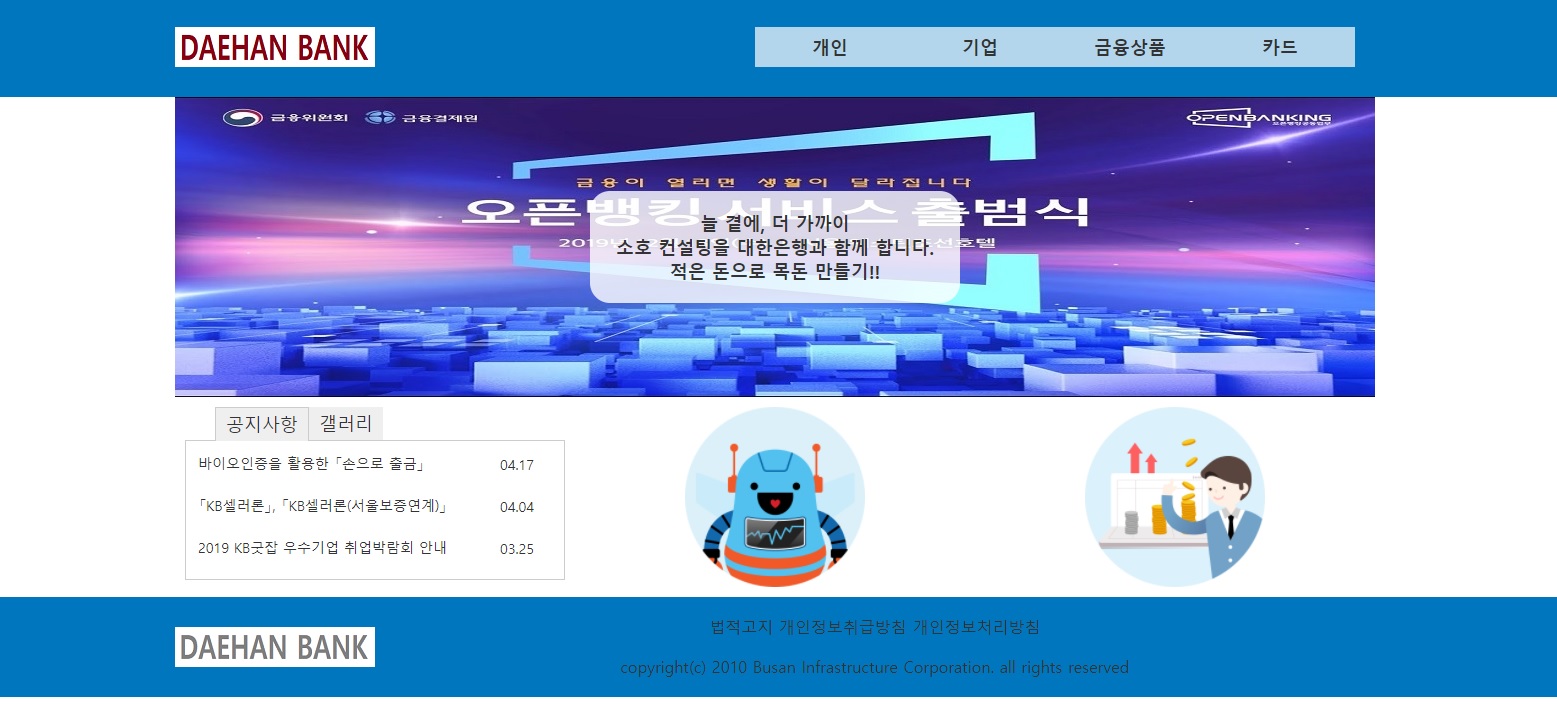 DAEHAN BANK
개인 기업 금융상품 카드
금융위원회 금융결제원
OPENBANKING
금융이 열리면 생활이 달라집니다
오픈뱅킹 서비스 출범식
2019년
선호텔
늘 곁에, 더 가까이
소호 컨설팅을 대한은행과 함께 합니다.
적은 돈으로 목돈 만들기!!
공지사항 갤러리
바이오인증을 활용한 「손으로 출금」 04.17
「KB셀러론」, 「KB셀러론(서울보증연계)」 04.04
2019 KB굿잡 우수기업 취업박람회 안내 03.25
DAEHAN BANK
법적고지 개인정보취급방침 개인정보처리방침
copyright(c) 2010 Busan Infrastructure Corporation. all rights reserved